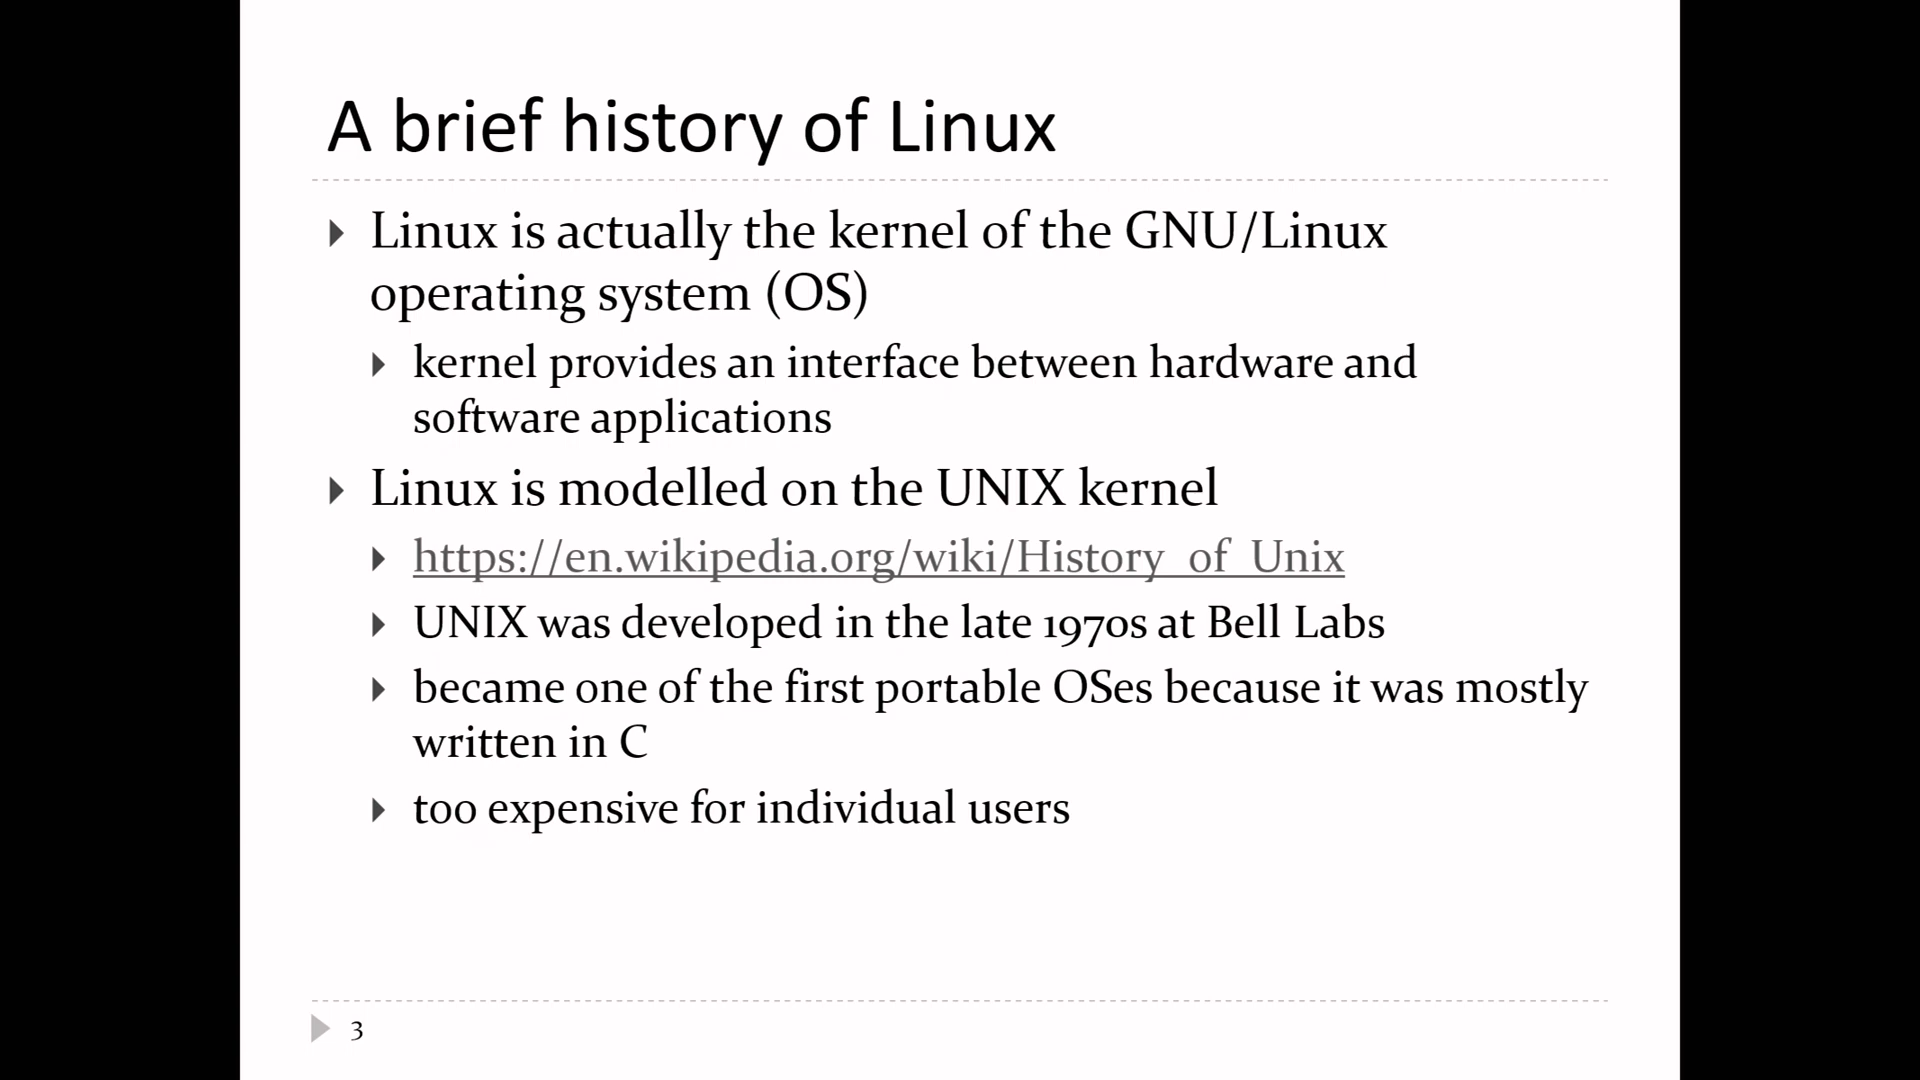 A brief history of Linux
Linux is actually the kernel of the GNU/Linux
operating system (OS)
kernel provides an interface between hardware and
software applications
Linux is modelled on the UNIX kernel
https://en.wikipedia.org/wiki/History_of_Unix
UNIX was developed in the late 1970s at Bell Labs
became one of the first portable OSes because it was mostly
written in C
too expensive for individual users
3